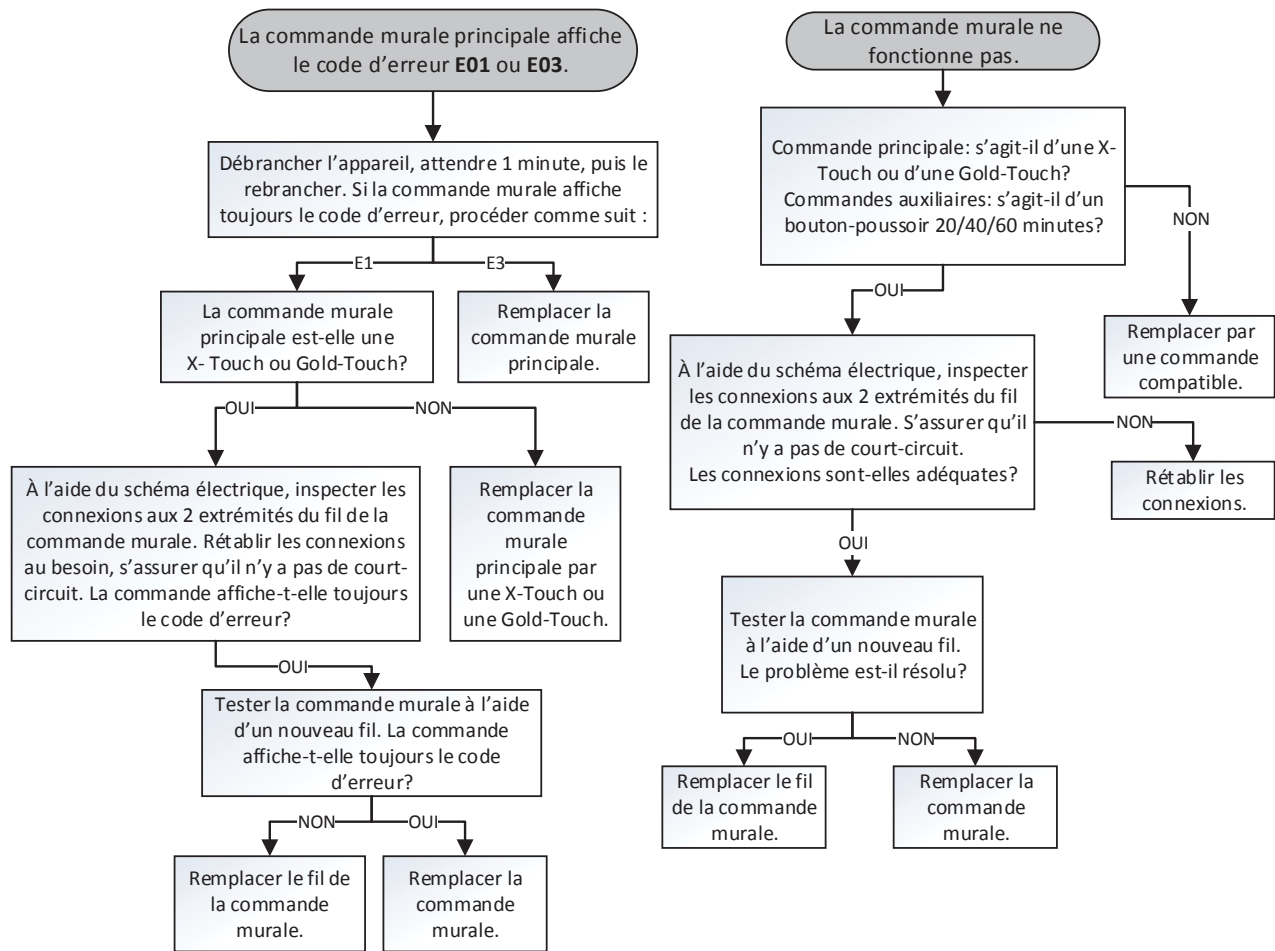 La commande murale principale affiche
le code d'erreur E01 ou E03.
Débrancher l'appareil, attendre 1 minute, puis le
rebrancher. Si la commande murale affiche
toujours le code d'erreur, procéder comme suit :
E1
E3
La commande murale
principale est-elle une
X- Touch ou Gold-Touch?
Remplacer la
commande murale
principale.
OUI
NON
À l'aide du schéma électrique, inspecter les
connexions aux 2 extrémités du fil de la
commande murale. Rétablir les connexions
au besoin, s'assurer qu'il n'y a pas de court-
circuit. La commande affiche-t-elle toujours
le code d'erreur?
Remplacer la
commande
murale
principale par
une X-Touch ou
une Gold-Touch.
OUI
Tester la commande murale à l'aide
d'un nouveau fil. La commande
affiche-t-elle toujours le code
d'erreur?
NON
OUI
Remplacer le fil de
la commande
murale.
Remplacer la
commande
murale.
La commande murale ne
fonctionne pas.
Commande principale: s'agit-il d'une X-
Touch ou d'une Gold-Touch?
Commandes auxiliaires: s'agit-il d'un
bouton-poussoir 20/40/60 minutes?
NON
OUI
Remplacer par
une commande
compatible.
À l'aide du schéma électrique, inspecter
les connexions aux 2 extrémités du fil
de la commande murale. S'assurer qu'il
n'y a pas de court-circuit.
Les connexions sont-elles adéquates?
NON
Rétablir les
connexions.
OUI
Tester la commande murale
à l'aide d'un nouveau fil.
Le problème est-il résolu?
OUI
NON
Remplacer le fil
de la commande
murale.
Remplacer la
commande
murale.